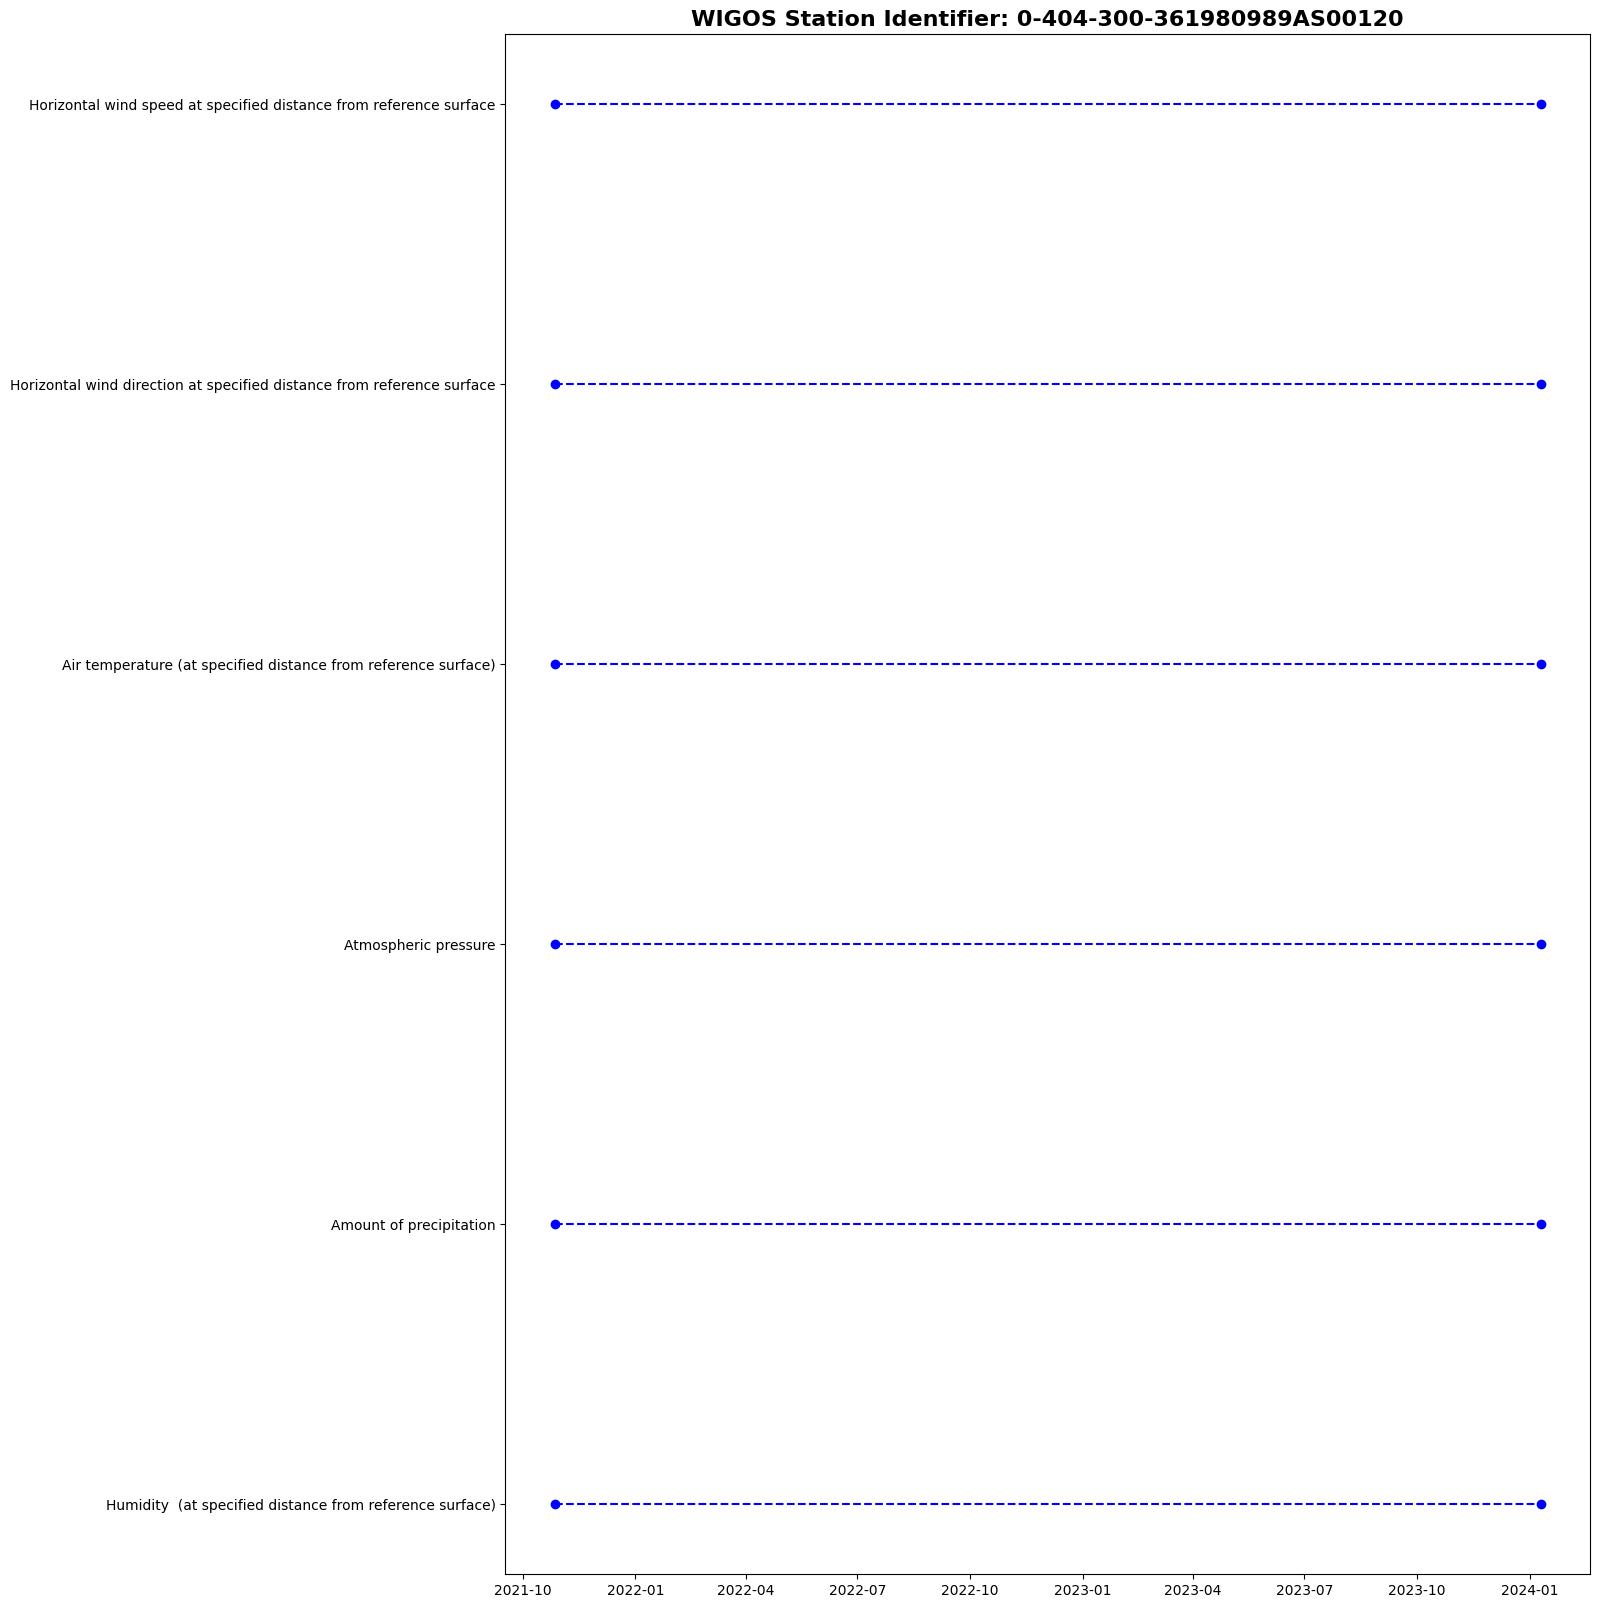 WIGOS Station Identifier: 0-404-300-361980989AS00120
Horizontal wind speed at specified distance from reference surface
Horizontal wind direction at specified distance from reference surface
Air temperature (at specified distance from reference surface)
Atmospheric pressure
Amount of precipitation
Humidity  (at specified distance from reference surface)
2021-10 2022-01 2022-04 2022-07 2022-10 2023-01 2023-04 2023-07 2023-10 2024-01